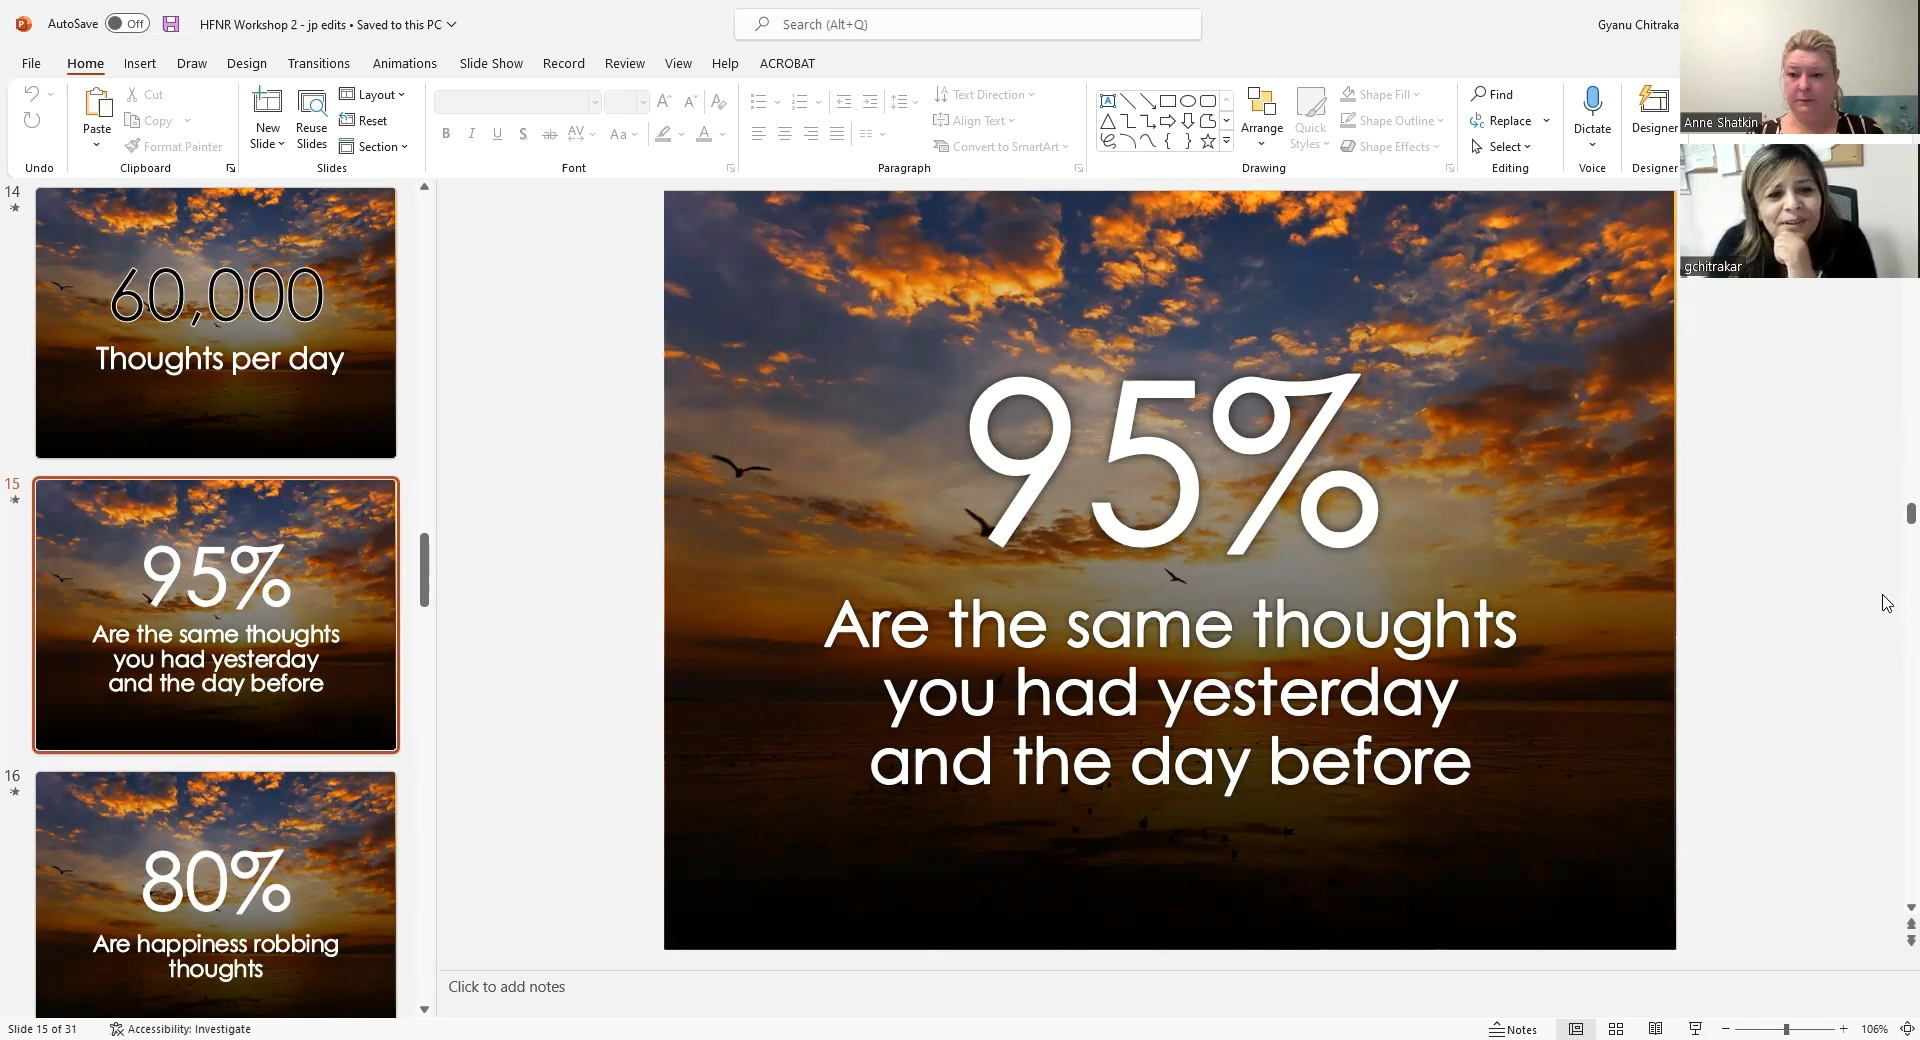 AutoSave Off HFNR Workshop 2 - jp edits • Saved to this PC Search (Alt+Q) Gyanu Chitraka
File Home Insert Draw Design Transitions Animations Slide Show Record Review View Help ACROBAT
Undo
Paste
Cut
Copy
Format Painter
Clipboard
New
Slide
Reuse
Slides
Layout
Reset
Section
Slides
B I U S ab AV Aa A
Font
Text Direction
Align Text
Convert to SmartArt
Paragraph
Arrange
Quick
Styles
Shape Fill
Shape Outline
Shape Effects
Drawing
Find
Replace
Select
Editing
Dictate
Voice
Designer
Designer
Anne Shatkin
gchitrakar
14
60,000
Thoughts per day
15
95%
Are the same thoughts
you had yesterday
and the day before
16
80%
Are happiness robbing
thoughts
95%
Are the same thoughts
you had yesterday
and the day before
Click to add notes
Slide 15 of 31 Accessibility: Investigate Notes 106%